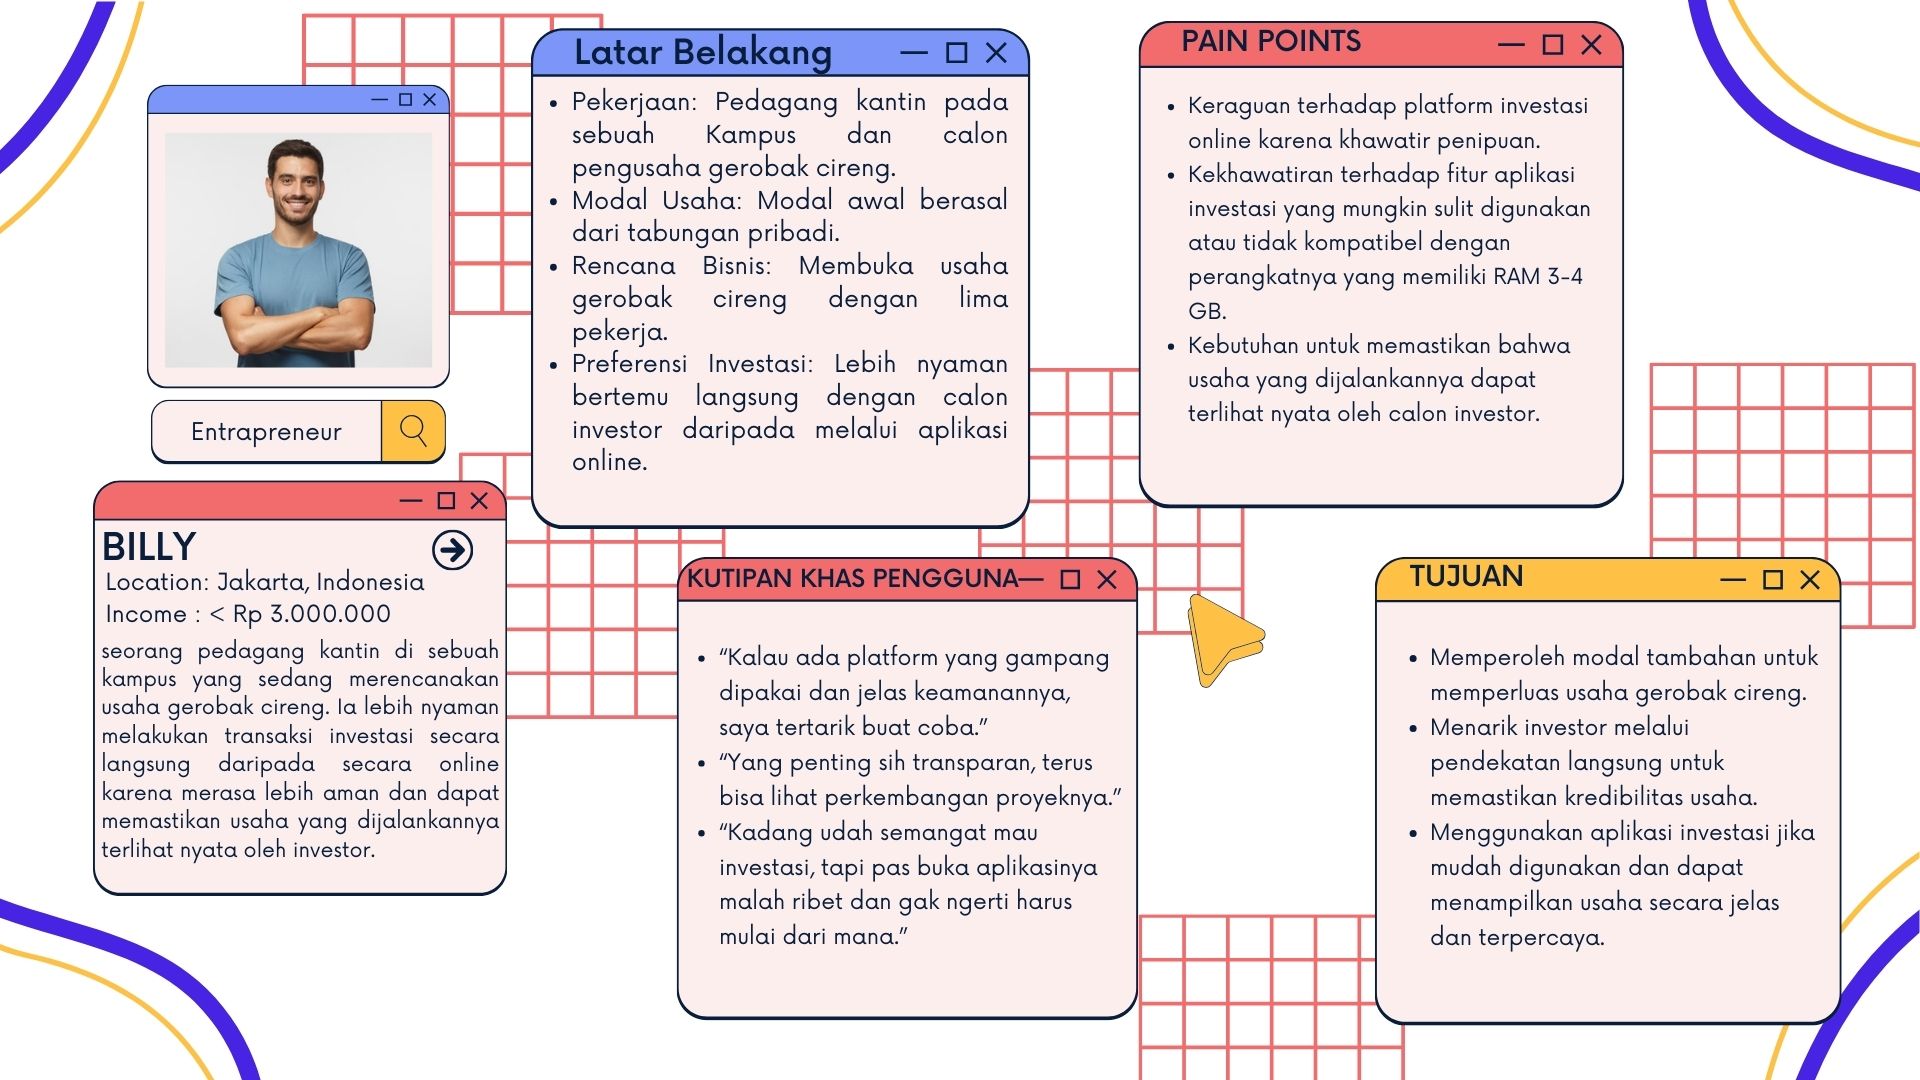 Latar Belakang
• Pekerjaan: Pedagang kantin pada
sebuah Kampus dan calon
pengusaha gerobak cireng.
• Modal Usaha: Modal awal berasal
dari tabungan pribadi.
• Rencana Bisnis: Membuka usaha
gerobak cireng dengan lima
pekerja.
• Preferensi Investasi: Lebih nyaman
bertemu langsung dengan calon
investor daripada melalui aplikasi
online.
PAIN POINTS
• Keraguan terhadap platform investasi
online karena khawatir penipuan.
• Kekhawatiran terhadap fitur aplikasi
investasi yang mungkin sulit digunakan
atau tidak kompatibel dengan
perangkatnya yang memiliki RAM 3-4
GB.
• Kebutuhan untuk memastikan bahwa
usaha yang dijalankannya dapat
terlihat nyata oleh calon investor.
Entrapreneur
BILLY
Location: Jakarta, Indonesia
Income : < Rp 3.000.000
seorang pedagang kantin di sebuah
kampus yang sedang merencanakan
usaha gerobak cireng. Ia lebih nyaman
melakukan transaksi investasi secara
langsung daripada secara online
karena merasa lebih aman dan dapat
memastikan usaha yang dijalankannya
terlihat nyata oleh investor.
KUTIPAN KHAS PENGGUNA
• “Kalau ada platform yang gampang
dipakai dan jelas keamanannya,
saya tertarik buat coba.”
• “Yang penting sih transparan, terus
bisa lihat perkembangan proyeknya.”
• “Kadang udah semangat mau
investasi, tapi pas buka aplikasinya
malah ribet dan gak ngerti harus
mulai dari mana.”
TUJUAN
• Memperoleh modal tambahan untuk
memperluas usaha gerobak cireng.
• Menarik investor melalui
pendekatan langsung untuk
memastikan kredibilitas usaha.
• Menggunakan aplikasi investasi jika
mudah digunakan dan dapat
menampilkan usaha secara jelas
dan terpercaya.